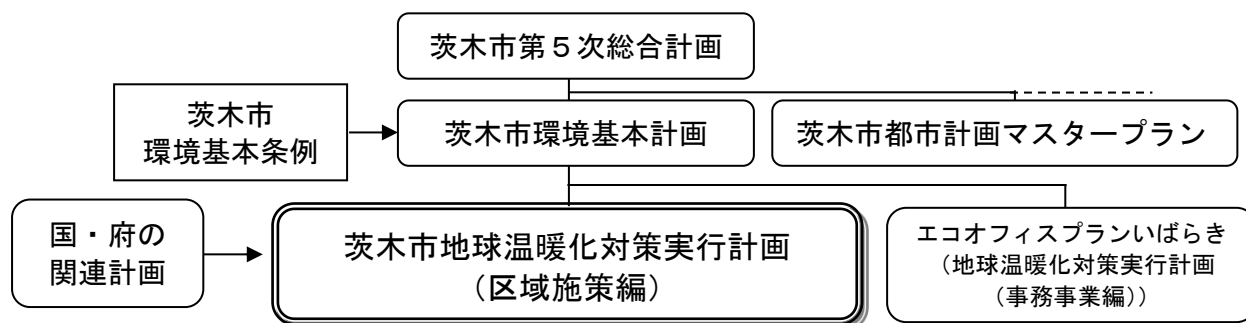 茨木市第５次総合計画
茨木市
環境基本条例
茨木市環境基本計画
茨木市都市計画マスタープラン
国・府の
関連計画
茨木市地球温暖化対策実行計画
（区域施策編）
エコオフィスプランいばらき
（地球温暖化対策実行計画
（事務事業編））